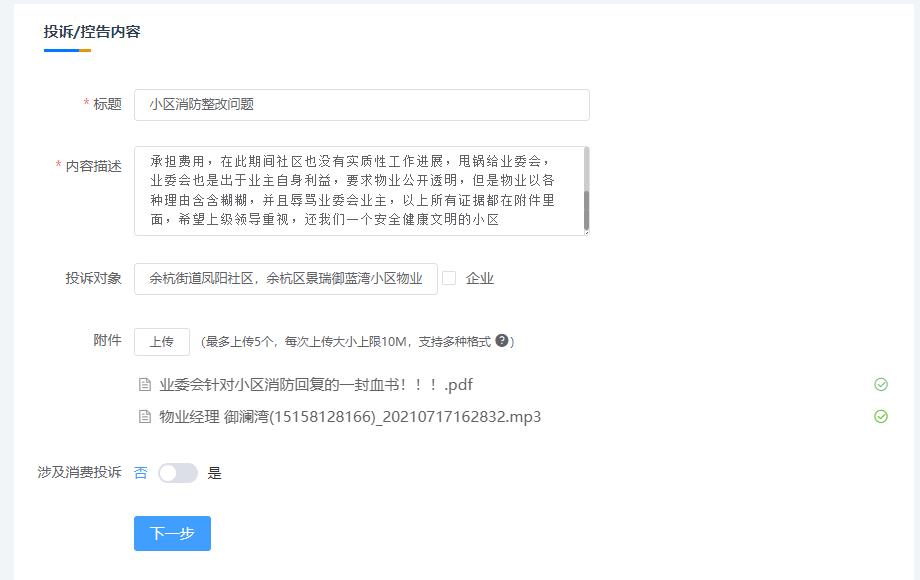 投诉/控告内容
* 标题 小区消防整改问题
* 内容描述
承担费用，在此期间社区也没有实质性工作进展，甩锅给业委会，
业委会也是出于业主自身利益，要求物业公开透明，但是物业以各
种理由含含糊糊，并且辱骂业委会业主，以上所有证据都在附件里
面，希望上级领导重视，还我们一个安全健康文明的小区
投诉对象 余杭街道凤阳社区，余杭区景瑞御蓝湾小区物业 企业
附件 上传 (最多上传5个，每次上传大小上限10M，支持多种格式 ?)
业委会针对小区消防回复的一封血书！！！.pdf
物业经理 御澜湾(15158128166)_20210717162832.mp3
涉及消费投诉 否 是
下一步